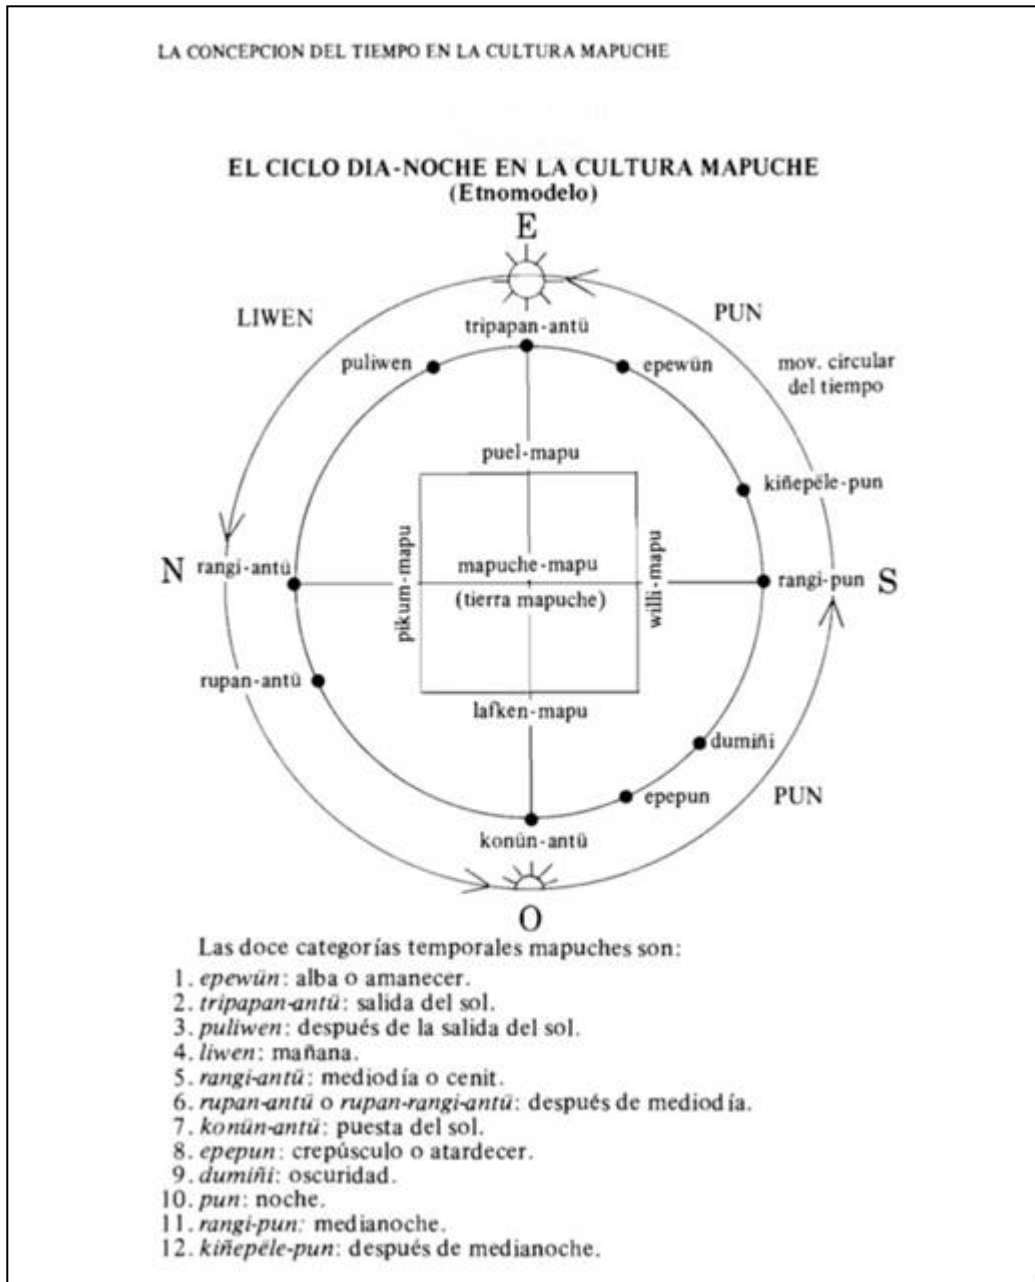 LA CONCEPCION DEL TIEMPO EN LA CULTURA MAPUCHE
EL CICLO DIA-NOCHE EN LA CULTURA MAPUCHE
(Etnomodelo)
E
LIWEN
PUN
tripapan-antü
puliwen
epewün
mov. circular
del tiempo
puel-mapu
kiñepële-pun
N
rangi-antü
pikum-mapu
mapuche-mapu
(tierra mapuche)
willi-mapu
rangi-pun
S
rupan-antü
lafken-mapu
dumiñi
epepun
PUN
konün-antü
O
Las doce categorías temporales mapuches son:
1. epewün: alba o amanecer.
2. tripapan-antü: salida del sol.
3. puliwen: después de la salida del sol.
4. liwen: mañana.
5. rangi-antü: mediodía o cenit.
6. rupan-antü o rupan-rangi-antü: después de mediodía.
7. konün-antü: puesta del sol.
8. epepun: crepúsculo o atardecer.
9. dumiñi: oscuridad.
10. pun: noche.
11. rangi-pun: medianoche.
12. kiñepële-pun: después de medianoche.